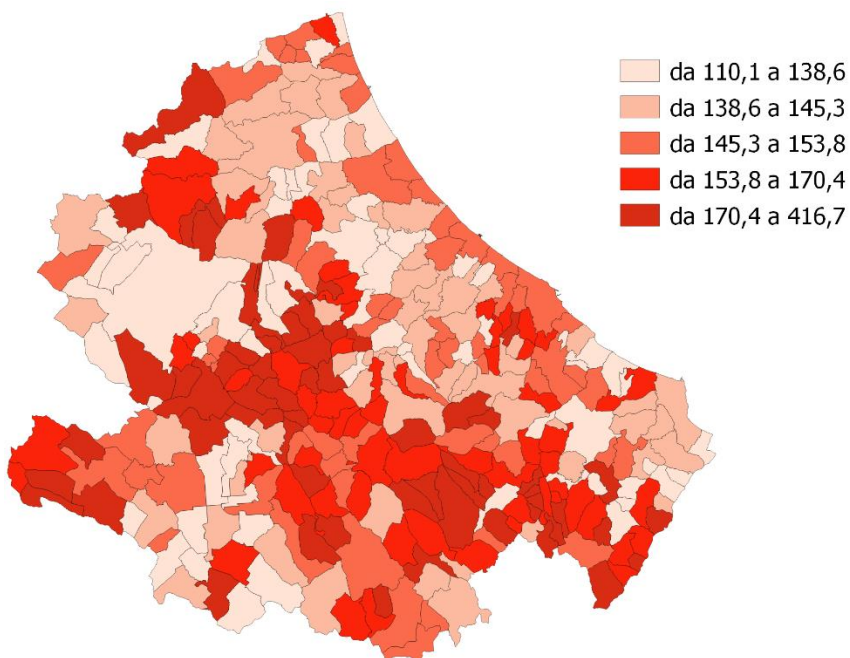 da 110,1 a 138,6
da 138,6 a 145,3
da 145,3 a 153,8
da 153,8 a 170,4
da 170,4 a 416,7